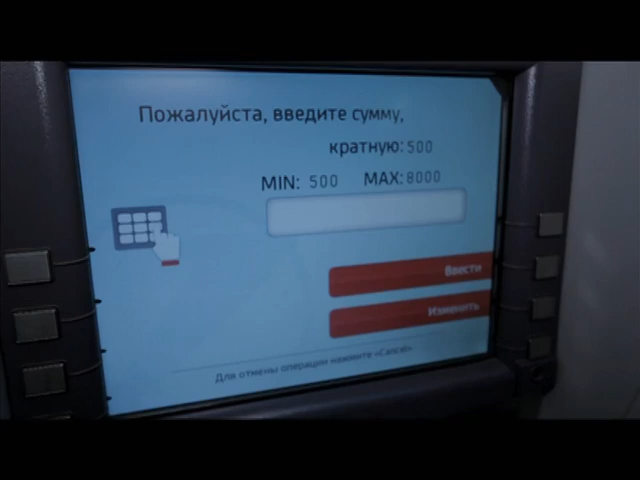 Пожалуйста, введите сумму,
кратную: 500
MIN: 500 MAX: 8000
Ввести
Изменить
Для отмены операции нажмите «Cancel»